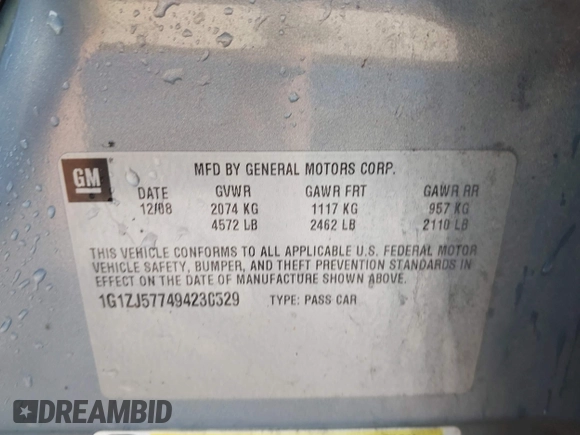 GM
MFD BY GENERAL MOTORS CORP.
DATE GVWR GAWR FRT GAWR RR
12/08 2074 KG 1117 KG 957 KG
4572 LB 2462 LB 2110 LB
THIS VEHICLE CONFORMS TO ALL APPLICABLE U.S. FEDERAL MOTOR
VEHICLE SAFETY, BUMPER, AND THEFT PREVENTION STANDARDS IN
EFFECT ON THE DATE OF MANUFACTURE SHOWN ABOVE.
1G1ZJ577494230529 TYPE: PASS CAR
DREAMBID